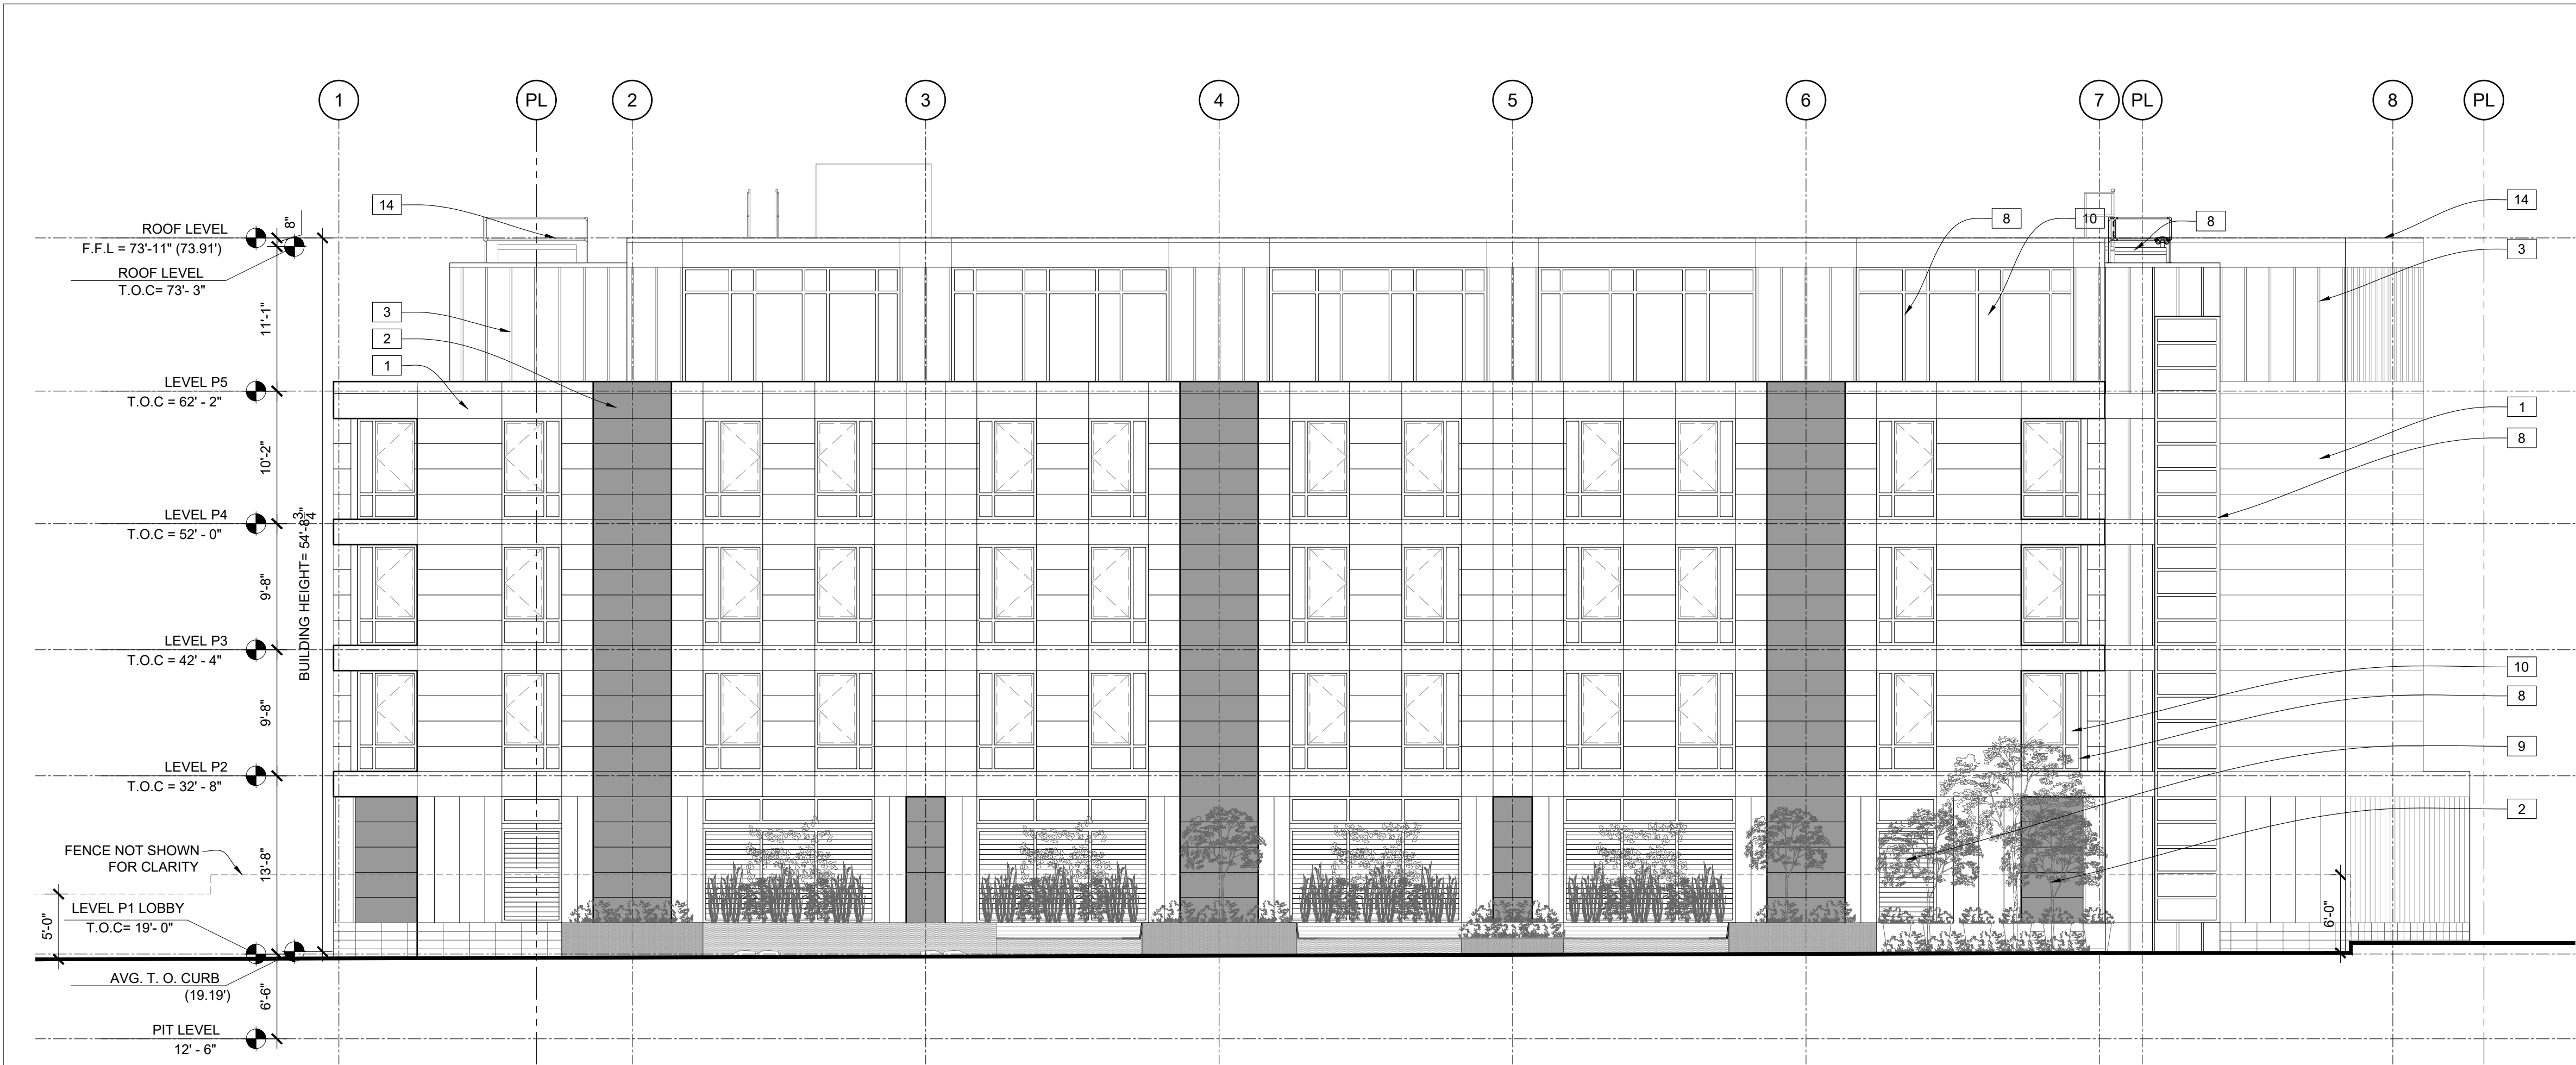 1
PL
2
3
4
5
6
7
PL
8
PL
14
8
10
8
14
3
ROOF LEVEL
F.F.L = 73'-11" (73.91')
8"
ROOF LEVEL
T.O.C= 73'- 3"
11'-1"
3
2
1
LEVEL P5
T.O.C = 62' - 2"
1
8
10'-2"
LEVEL P4
T.O.C = 52' - 0"
BUILDING HEIGHT= 54'-8 3/4"
9'-8"
LEVEL P3
T.O.C = 42' - 4"
10
8
9'-8"
9
LEVEL P2
T.O.C = 32' - 8"
2
FENCE NOT SHOWN
FOR CLARITY
13'-8"
LEVEL P1 LOBBY
T.O.C= 19'- 0"
5'-0"
6'-0"
AVG. T. O. CURB
(19.19')
6'-6"
PIT LEVEL
12' - 6"